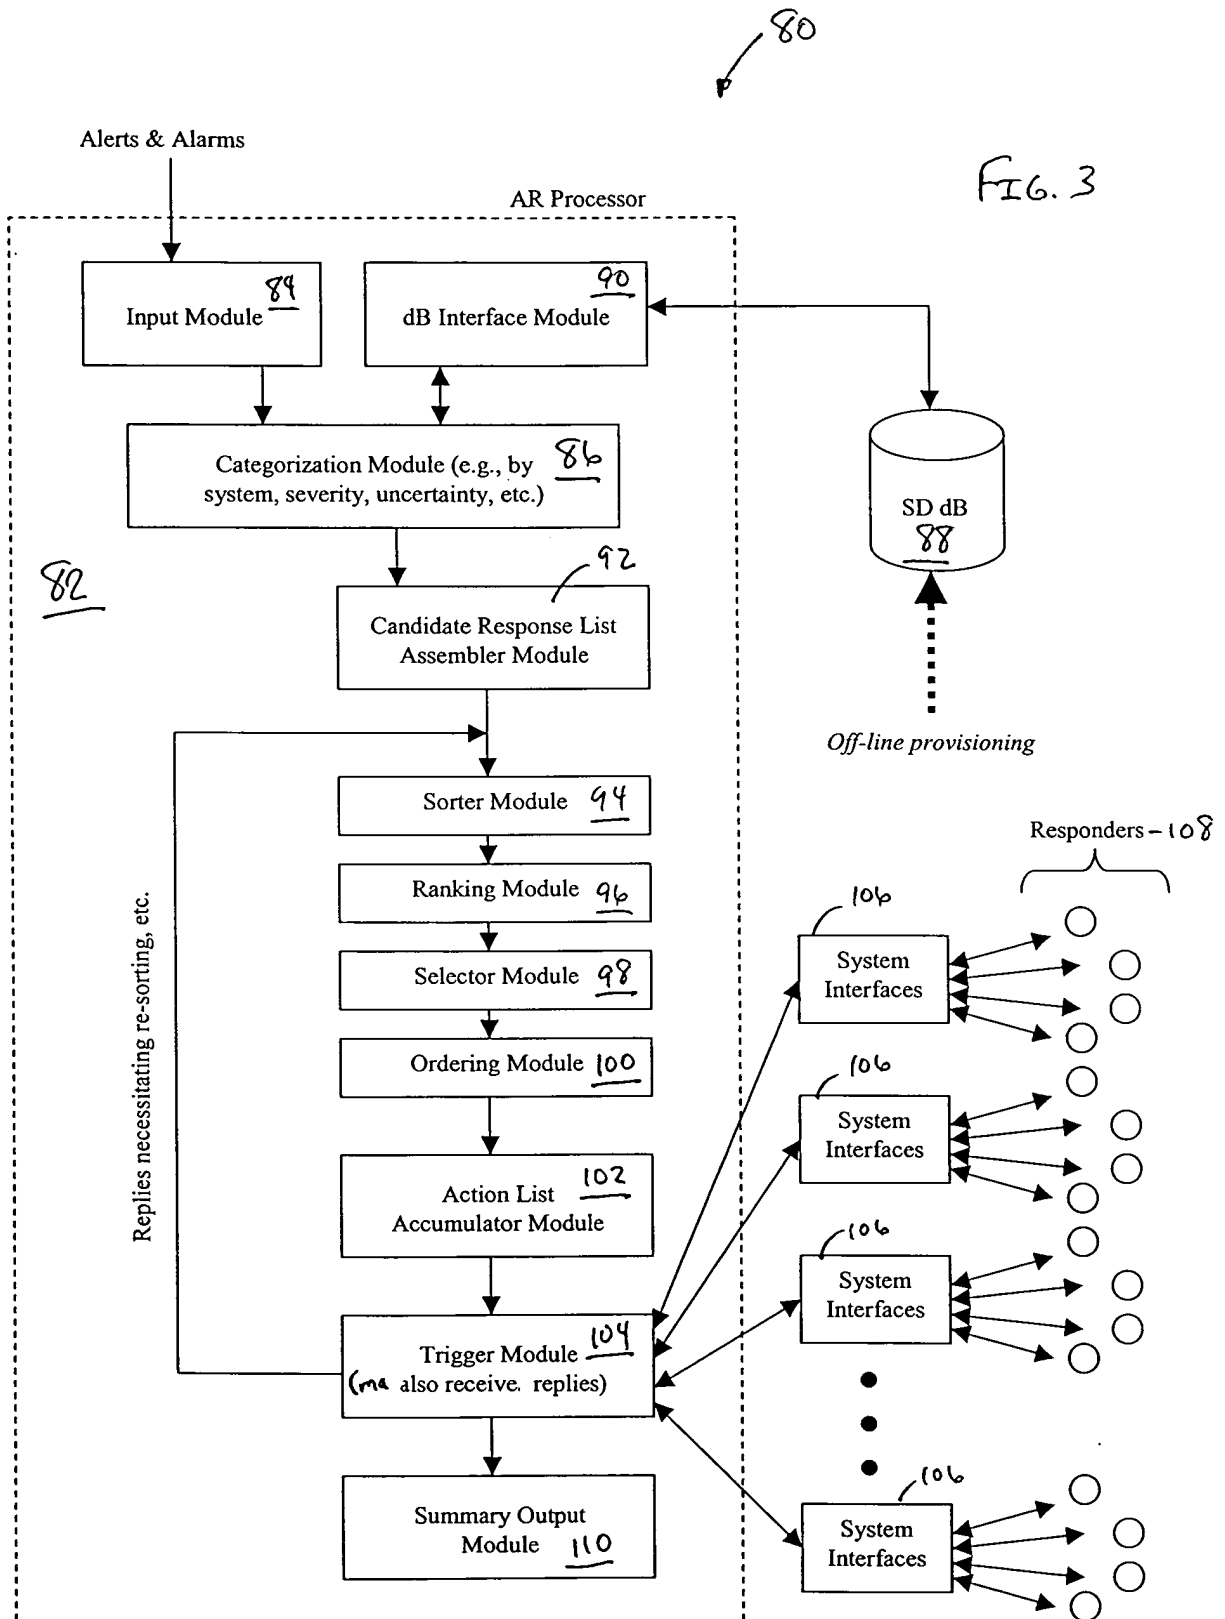 80
Alerts & Alarms
FIG. 3
AR Processor
Input Module 84
dB Interface Module 90
Categorization Module (e.g., by
system, severity, uncertainty, etc.) 86
SD dB
88
82
92
Candidate Response List
Assembler Module
Off-line provisioning
Replies necessitating re-sorting, etc.
Sorter Module 94
Ranking Module 96
Selector Module 98
Ordering Module 100
Action List
Accumulator Module 102
Trigger Module 104
also receive. replies)
Summary Output
Module 110
Responders - 108
106
System
Interfaces
106
System
Interfaces
106
System
Interfaces
106
System
Interfaces